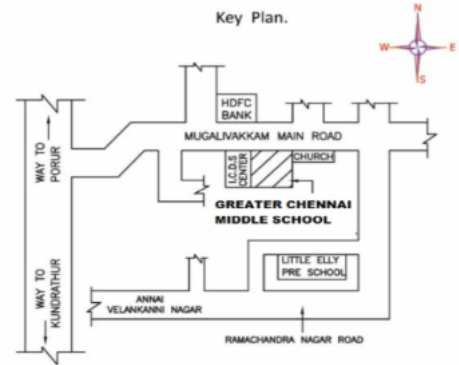 Key Plan.
N
W
E
S
HDFC
BANK
MUGALIVAKKAM MAIN ROAD
WAY TO
PORUR
I.C.D.S
CENTER
CHURCH
GREATER CHENNAI
MIDDLE SCHOOL
LITTLE ELLY
PRE SCHOOL
WAY TO
KUNDRATHUR
ANNAI
VELANKANNI NAGAR
RAMACHANDRA NAGAR ROAD